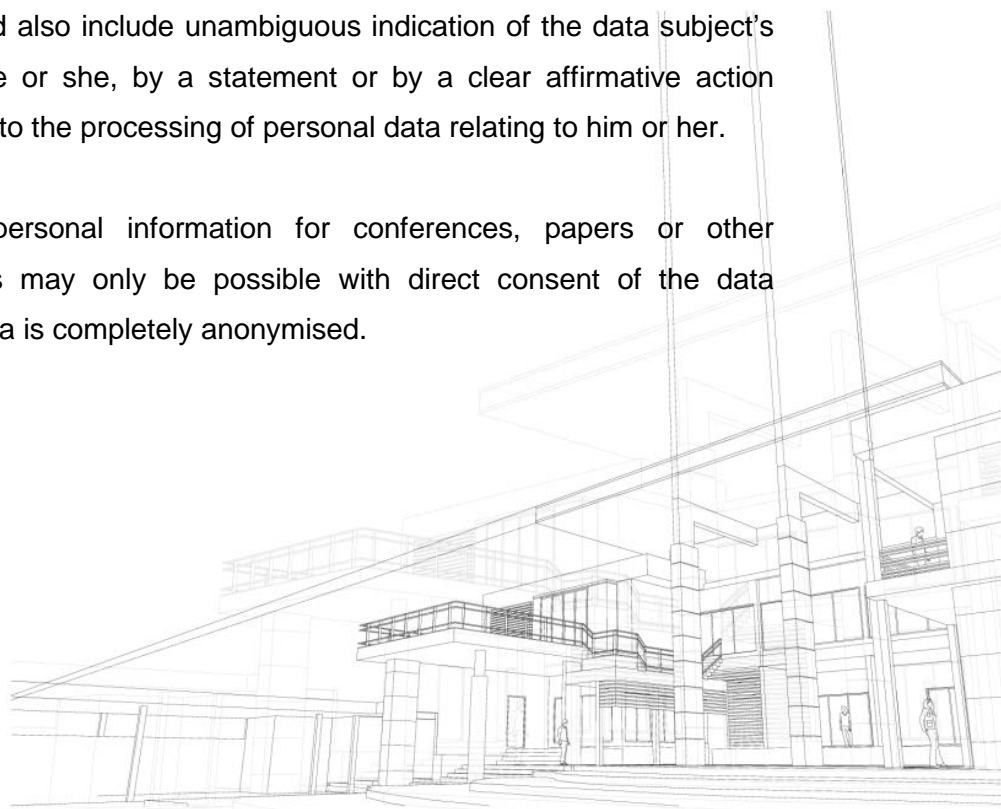 also include unambiguous indication of the data subject's
or she, by a statement or by a clear affirmative action
to the processing of personal data relating to him or her.
personal information for conferences, papers or other
may only be possible with direct consent of the data
is completely anonymised.